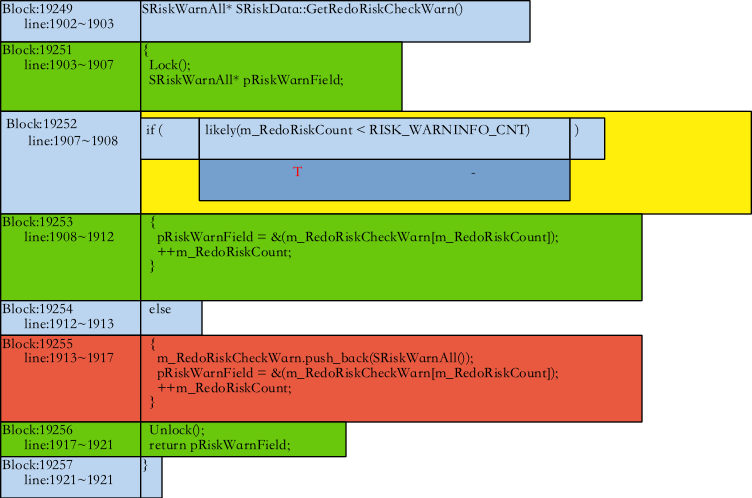 Block:19249 SRiskWarnAll* SRiskData::GetRedoRiskCheckWarn()
line:1902~1903
Block:19251 {
line:1903~1907 Lock();
SRiskWarnAll* pRiskWarnField;
Block:19252 if ( likely(m_RedoRiskCount < RISK_WARNINFO_CNT) )
line:1907~1908
T -
Block:19253 {
line:1908~1912 pRiskWarnField = &(m_RedoRiskCheckWarn[m_RedoRiskCount]);
++m_RedoRiskCount;
}
Block:19254 else
line:1912~1913
Block:19255 {
line:1913~1917 m_RedoRiskCheckWarn.push_back(SRiskWarnAll());
pRiskWarnField = &(m_RedoRiskCheckWarn[m_RedoRiskCount]);
++m_RedoRiskCount;
}
Block:19256 Unlock();
line:1917~1921 return pRiskWarnField;
Block:19257 }
line:1921~1921